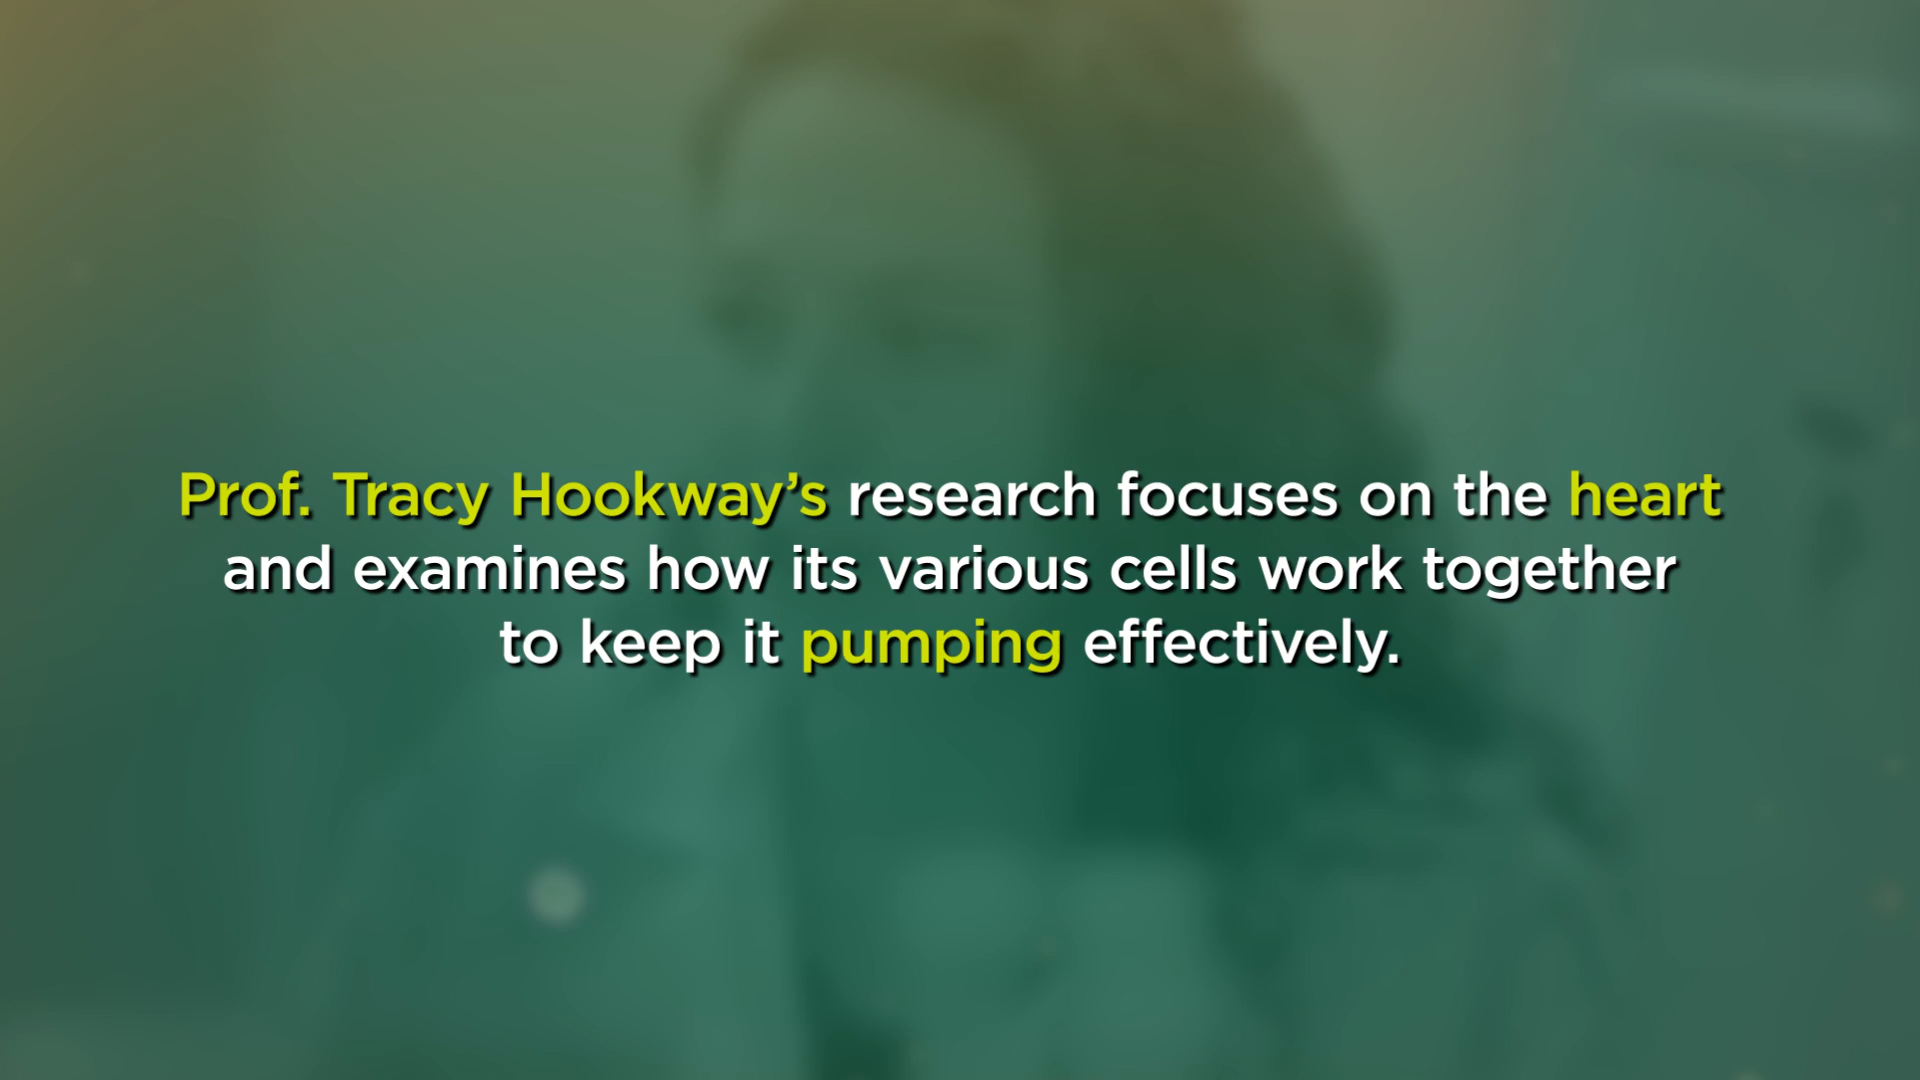 Prof. Tracy Hookway’s research focuses on the heart
and examines how its various cells work together
to keep it pumping effectively.